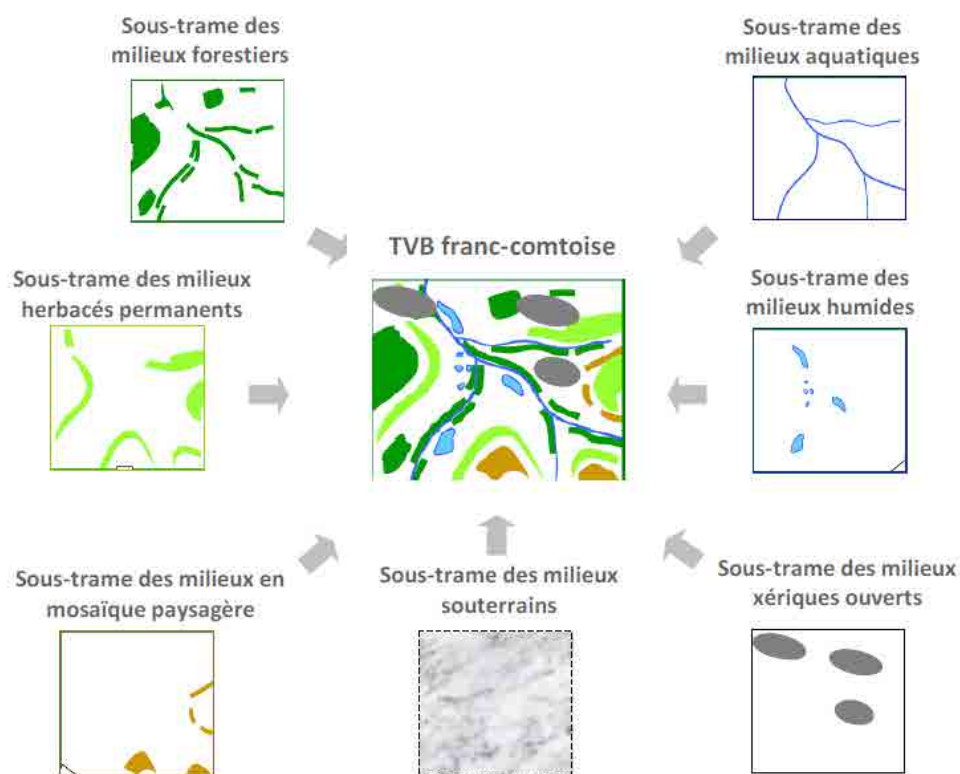 Sous-trame des
milieux forestiers
Sous-trame des
milieux aquatiques
TVB franc-comtoise
Sous-trame des milieux
herbacés permanents
Sous-trame des
milieux humides
Sous-trame des milieux en
mosaïque paysagère
Sous-trame des milieux
souterrains
Sous-trame des milieux
xériques ouverts